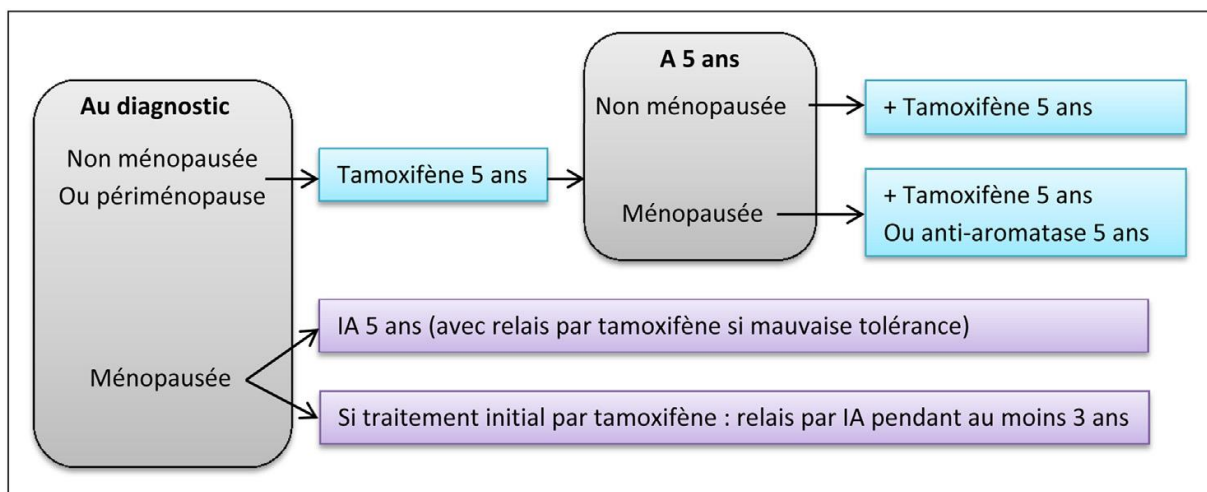 Au diagnostic
Non ménopausée
Ou périménopause
Tamoxifène 5 ans
A 5 ans
Non ménopausée
+ Tamoxifène 5 ans
Ménopausée
+ Tamoxifène 5 ans
Ou anti-aromatase 5 ans
Ménopausée
IA 5 ans (avec relais par tamoxifène si mauvaise tolérance)
Si traitement initial par tamoxifène : relais par IA pendant au moins 3 ans